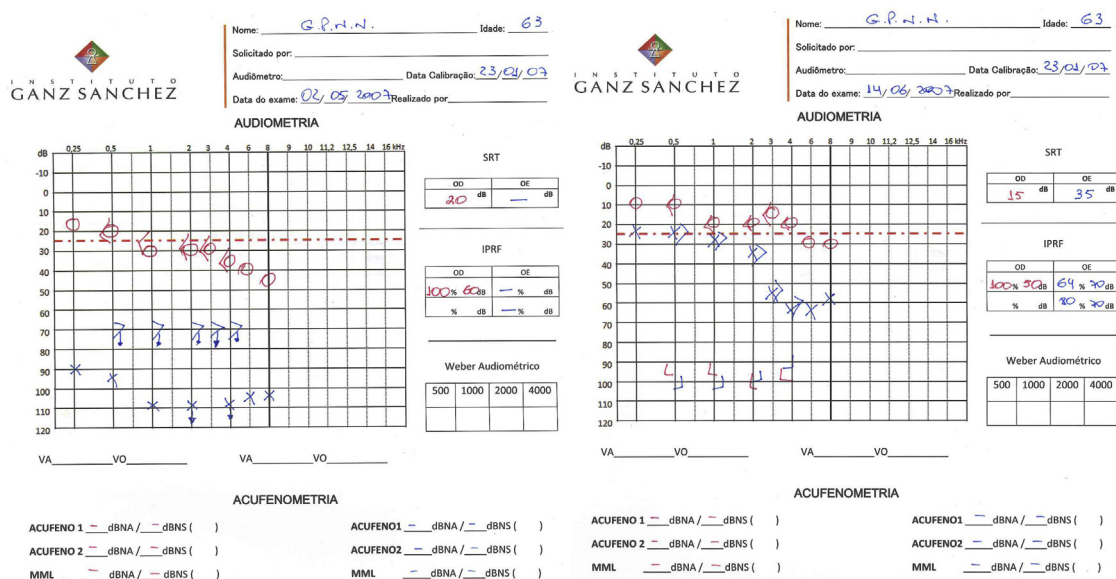 INSTITUTO
GANZ SANCHEZ
Nome: G.P.N.N. Idade: 63
Solicitado por:
Audiômetro: Data Calibração: 23/01/07
Data do exame: 02/05/2007 Realizado por
AUDIOMETRIA
dB 0,25 0,5 1 2 3 4 6 8 9 10 11,2 12,5 14 16 kHz
-10
0
10
20
30
40
50
60
70
80
90
100
110
120
SRT
OD OE
20 dB — dB
IPRF
OD OE
100% 60dB — % dB
% dB — % dB
Weber Audiométrico
500 1000 2000 4000
VA VO VA VO
ACUFENOMETRIA
ACUFENO 1 - dBNA / - dBNS ( ) ACUFENO1 - dBNA / - dBNS ( )
ACUFENO 2 - dBNA / - dBNS ( ) ACUFENO2 - dBNA / - dBNS ( )
MML - dBNA / - dBNS ( ) MML - dBNA / - dBNS ( )
INSTITUTO
GANZ SANCHEZ
Nome: G.P.N.N. Idade: 63
Solicitado por:
Audiômetro: Data Calibração: 23/01/07
Data do exame: 14/06/2007 Realizado por
AUDIOMETRIA
dB 0,25 0,5 1 2 3 4 6 8 9 10 11,2 12,5 14 16 kHz
-10
0
10
20
30
40
50
60
70
80
90
100
110
120
SRT
OD OE
15 dB 35 dB
IPRF
OD OE
100% 50dB 64 % 70dB
% dB 80 % 70dB
Weber Audiométrico
500 1000 2000 4000
VA VO VA VO
ACUFENOMETRIA
ACUFENO 1 - dBNA / - dBNS ( ) ACUFENO1 - dBNA / - dBNS ( )
ACUFENO 2 - dBNA / - dBNS ( ) ACUFENO2 - dBNA / - dBNS ( )
MML - dBNA / - dBNS ( ) MML - dBNA / - dBNS ( )